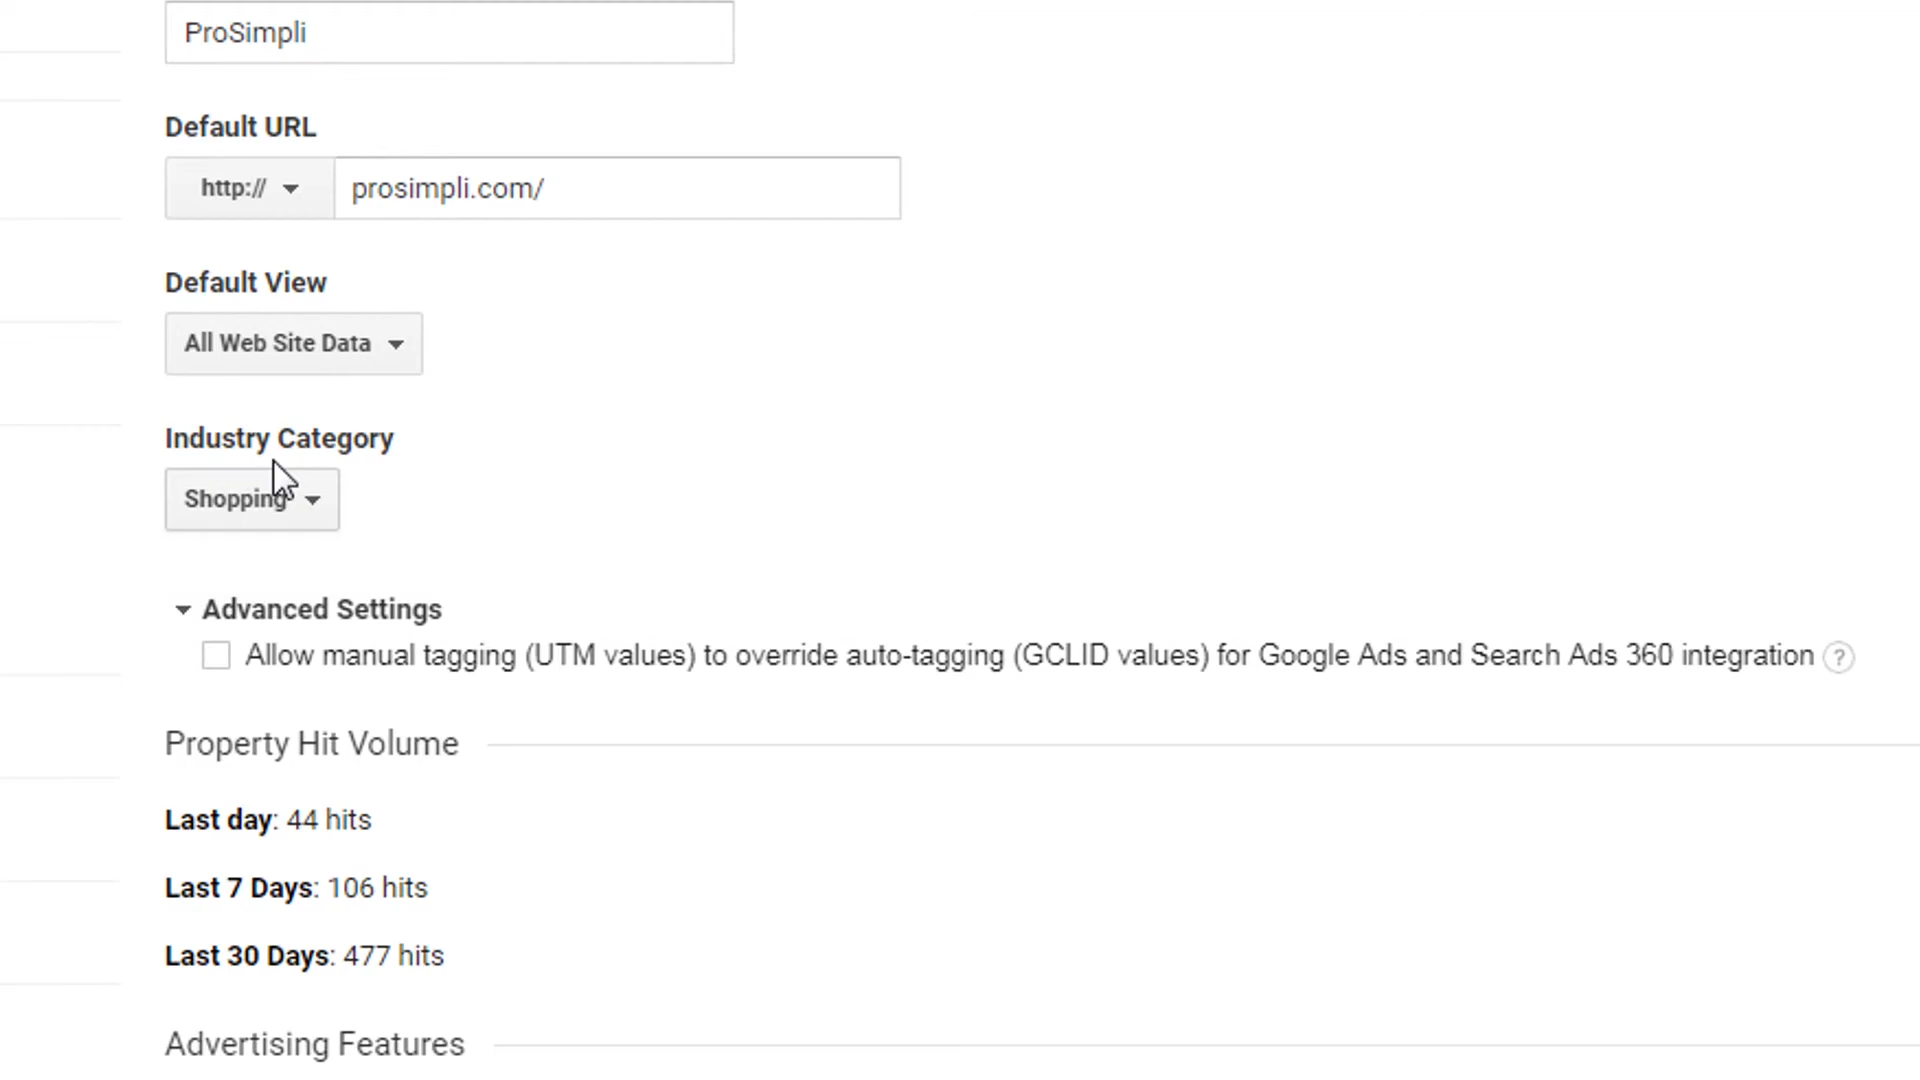 ProSimpli
Default URL
http:// prosimpli.com/
Default View
All Web Site Data
Industry Category
Shopping
Advanced Settings
Allow manual tagging (UTM values) to override auto-tagging (GCLID values) for Google Ads and Search Ads 360 integration ?
Property Hit Volume
Last day: 44 hits
Last 7 Days: 106 hits
Last 30 Days: 477 hits
Advertising Features